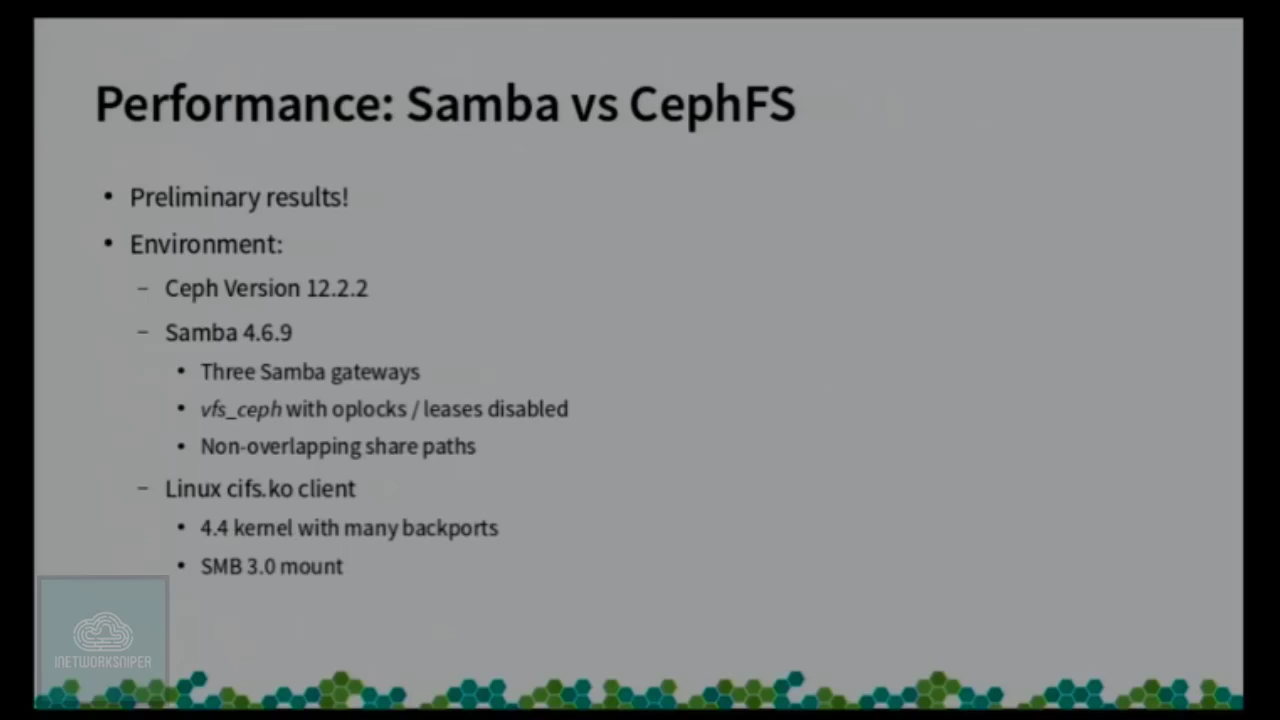 Performance: Samba vs CephFS
• Preliminary results!
• Environment:
– Ceph Version 12.2.2
– Samba 4.6.9
• Three Samba gateways
• vfs_ceph with oplocks / leases disabled
• Non-overlapping share paths
– Linux cifs.ko client
• 4.4 kernel with many backports
• SMB 3.0 mount
INETWORKSNIPER